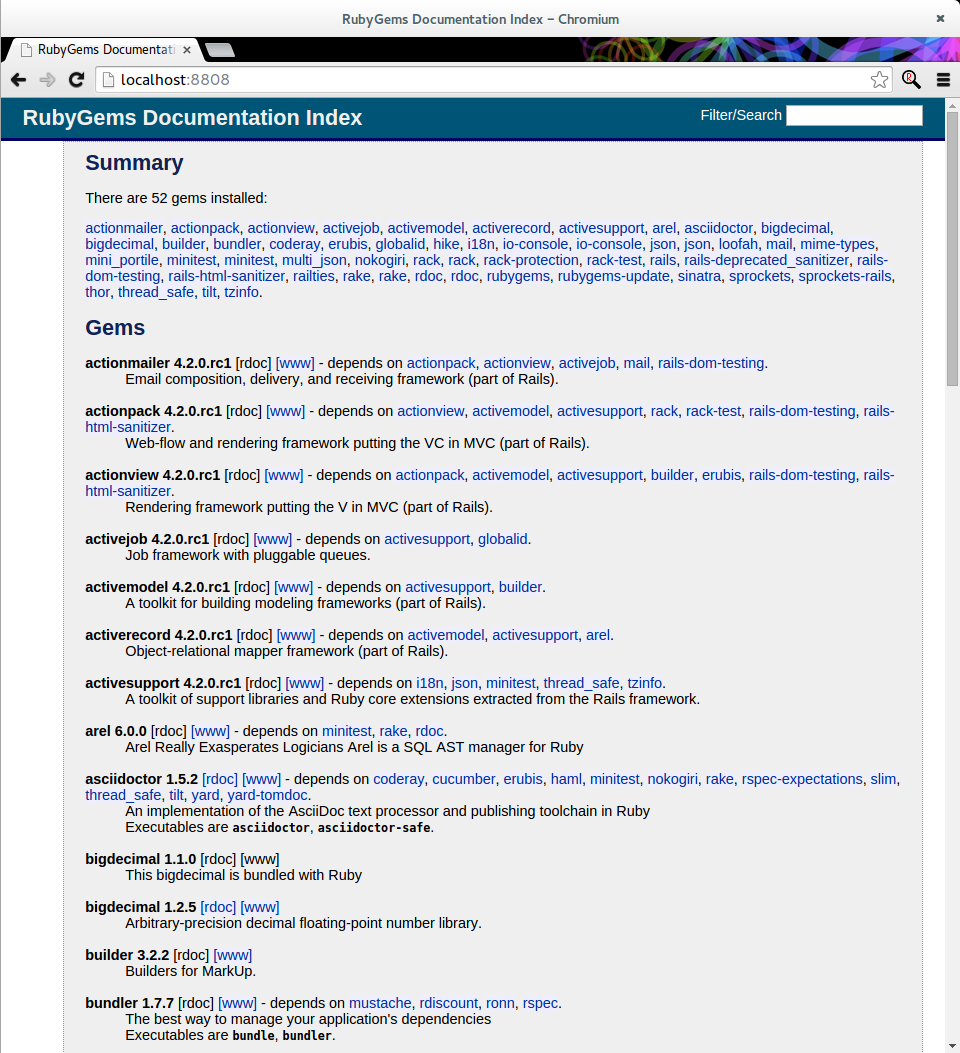 RubyGems Documentation Index - Chromium
RubyGems Documentati
localhost:8808
RubyGems Documentation Index
Filter/Search
Summary
There are 52 gems installed:
actionmailer, actionpack, actionview, activejob, activemodel, activerecord, activesupport, arel, asciidoctor, bigdecimal,
bigdecimal, builder, bundler, coderay, erubis, globalid, hike, i18n, io-console, io-console, json, json, loofah, mail, mime-types,
mini_portile, minitest, minitest, multi_json, nokogiri, rack, rack, rack-protection, rack-test, rails, rails-deprecated_sanitizer, rails-
dom-testing, rails-html-sanitizer, railties, rake, rake, rdoc, rdoc, rubygems, rubygems-update, sinatra, sprockets, sprockets-rails,
thor, thread_safe, tilt, tzinfo.
Gems
actionmailer 4.2.0.rc1 [rdoc] [www] - depends on actionpack, actionview, activejob, mail, rails-dom-testing.
Email composition, delivery, and receiving framework (part of Rails).
actionpack 4.2.0.rc1 [rdoc] [www] - depends on actionview, activemodel, activesupport, rack, rack-test, rails-dom-testing, rails-
html-sanitizer.
Web-flow and rendering framework putting the VC in MVC (part of Rails).
actionview 4.2.0.rc1 [rdoc] [www] - depends on actionpack, activemodel, activesupport, builder, erubis, rails-dom-testing, rails-
html-sanitizer.
Rendering framework putting the V in MVC (part of Rails).
activejob 4.2.0.rc1 [rdoc] [www] - depends on activesupport, globalid.
Job framework with pluggable queues.
activemodel 4.2.0.rc1 [rdoc] [www] - depends on activesupport, builder.
A toolkit for building modeling frameworks (part of Rails).
activerecord 4.2.0.rc1 [rdoc] [www] - depends on activemodel, activesupport, arel.
Object-relational mapper framework (part of Rails).
activesupport 4.2.0.rc1 [rdoc] [www] - depends on i18n, json, minitest, thread_safe, tzinfo.
A toolkit of support libraries and Ruby core extensions extracted from the Rails framework.
arel 6.0.0 [rdoc] [www] - depends on minitest, rake, rdoc.
Arel Really Exasperates Logicians Arel is a SQL AST manager for Ruby
asciidoctor 1.5.2 [rdoc] [www] - depends on coderay, cucumber, erubis, haml, minitest, nokogiri, rake, rspec-expectations, slim,
thread_safe, tilt, yard, yard-tomdoc.
An implementation of the AsciiDoc text processor and publishing toolchain in Ruby
Executables are asciidoctor, asciidoctor-safe.
bigdecimal 1.1.0 [rdoc] [www]
This bigdecimal is bundled with Ruby
bigdecimal 1.2.5 [rdoc] [www]
Arbitrary-precision decimal floating-point number library.
builder 3.2.2 [rdoc] [www]
Builders for MarkUp.
bundler 1.7.7 [rdoc] [www] - depends on mustache, rdiscount, ronn, rspec.
The best way to manage your application's dependencies
Executables are bundle, bundler.